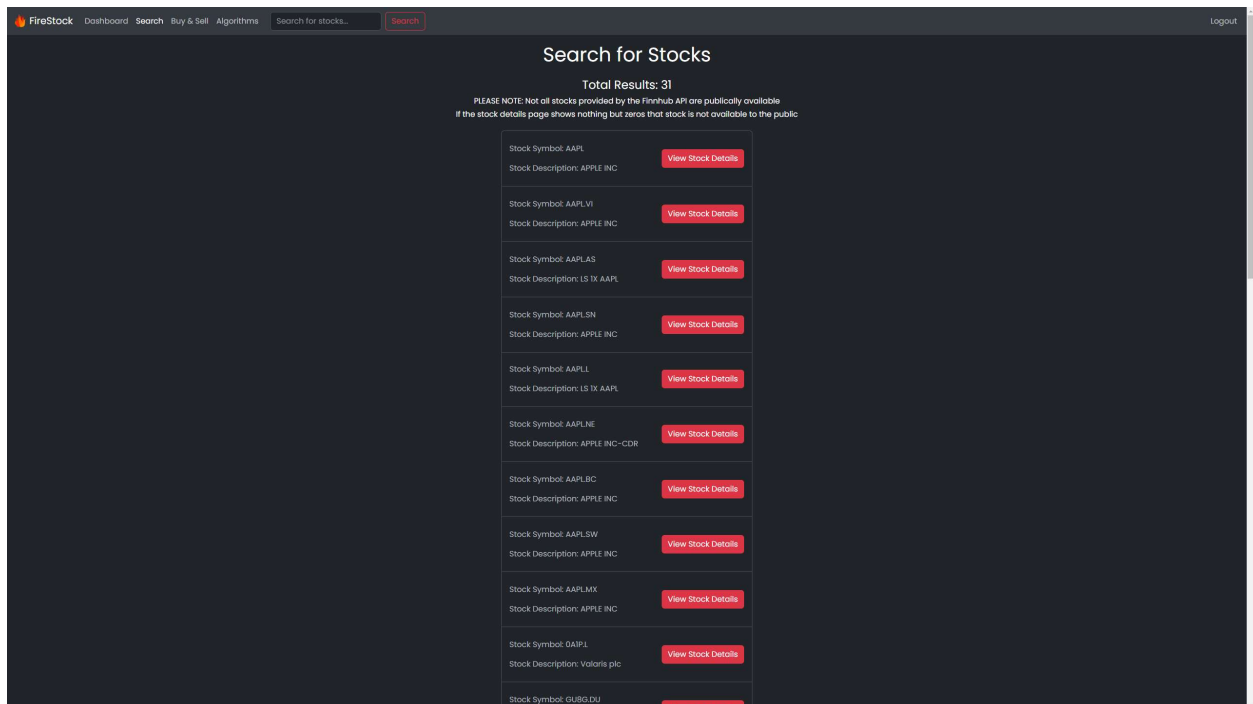 FireStock Dashboard Search Buy & Sell Algorithms Search for stocks... Search Logout
Search for Stocks
Total Results: 31
PLEASE NOTE: Not all stocks provided by the Finnhub API are publically available
If the stock details page shows nothing but zeros that stock is not available to the public
Stock Symbol: AAPL
View Stock Details
Stock Description: APPLE INC
Stock Symbol: AAPL.VI
View Stock Details
Stock Description: APPLE INC
Stock Symbol: AAPL.AS
View Stock Details
Stock Description: LS 1X AAPL
Stock Symbol: AAPL.SN
View Stock Details
Stock Description: APPLE INC
Stock Symbol: AAPL.L
View Stock Details
Stock Description: LS 1X AAPL
Stock Symbol: AAPL.NE
View Stock Details
Stock Description: APPLE INC-CDR
Stock Symbol: AAPL.BC
View Stock Details
Stock Description: APPLE INC
Stock Symbol: AAPL.SW
View Stock Details
Stock Description: APPLE INC
Stock Symbol: AAPL.MX
View Stock Details
Stock Description: APPLE INC
Stock Symbol: 0A1P.L
View Stock Details
Stock Description: Valaris plc
Stock Symbol: GU8G.DU